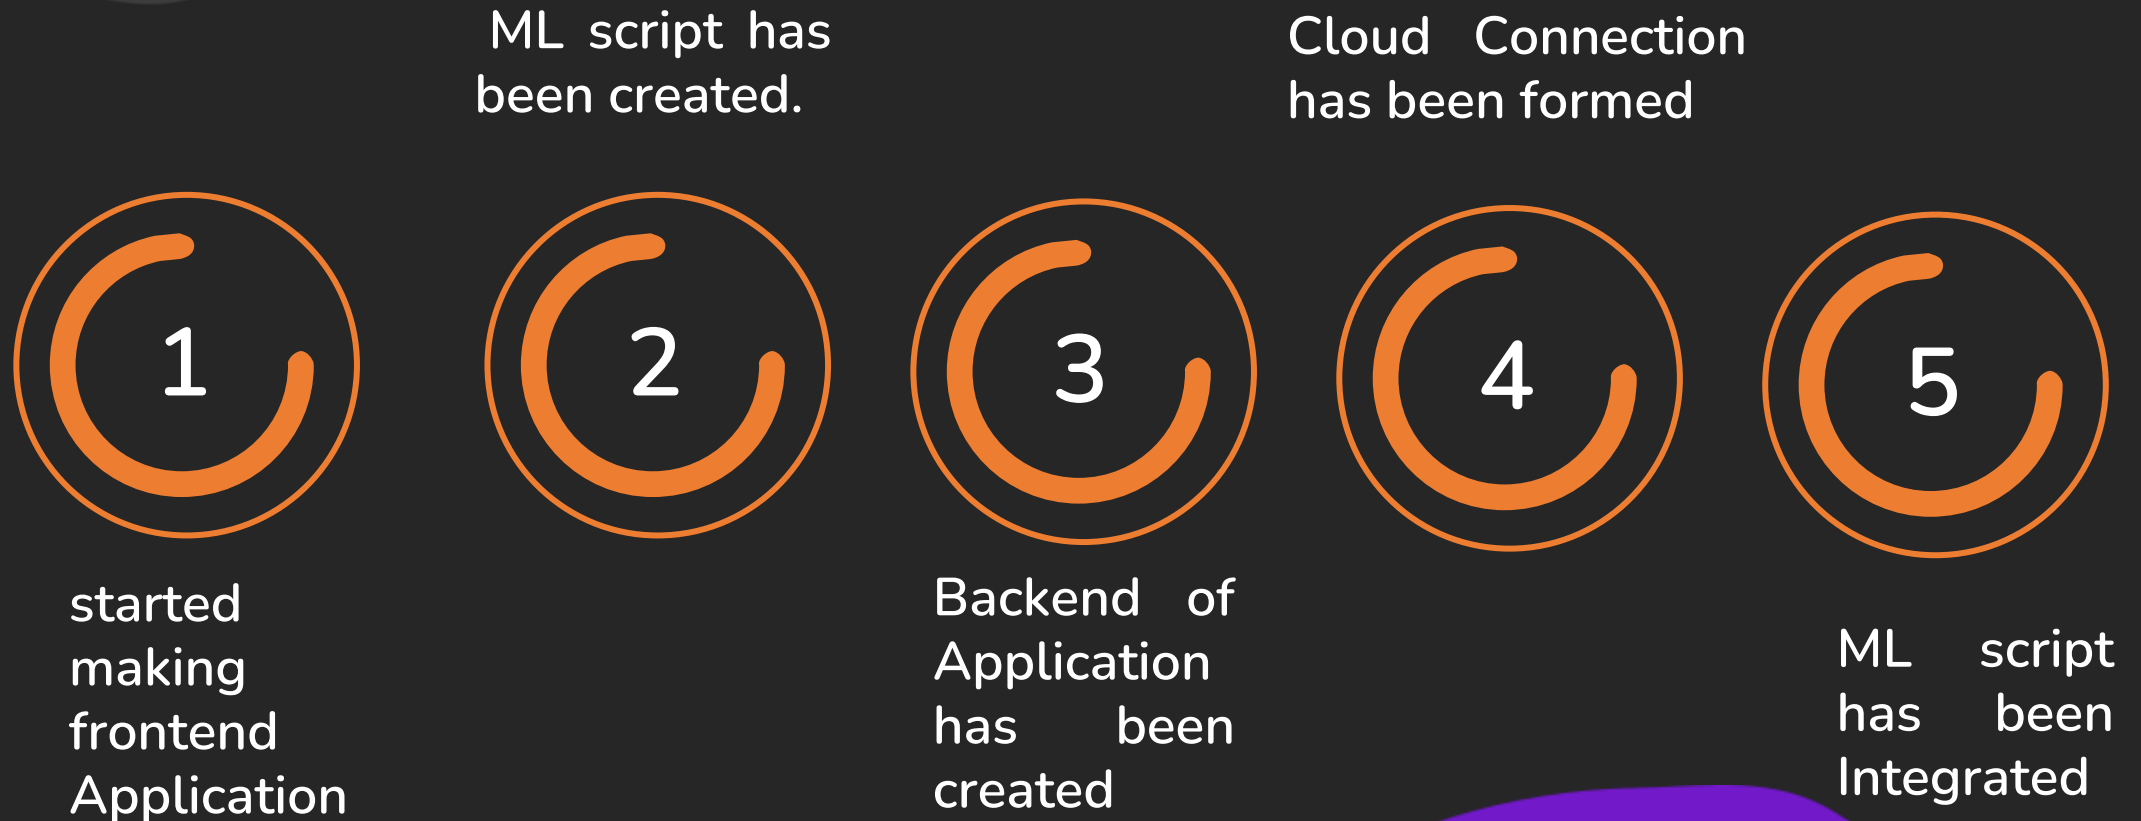 ML script has
been created.
Cloud Connection
has been formed
1
2
3
4
5
started
making
frontend
Application
Backend of
Application
has been
created
ML script
has been
Integrated